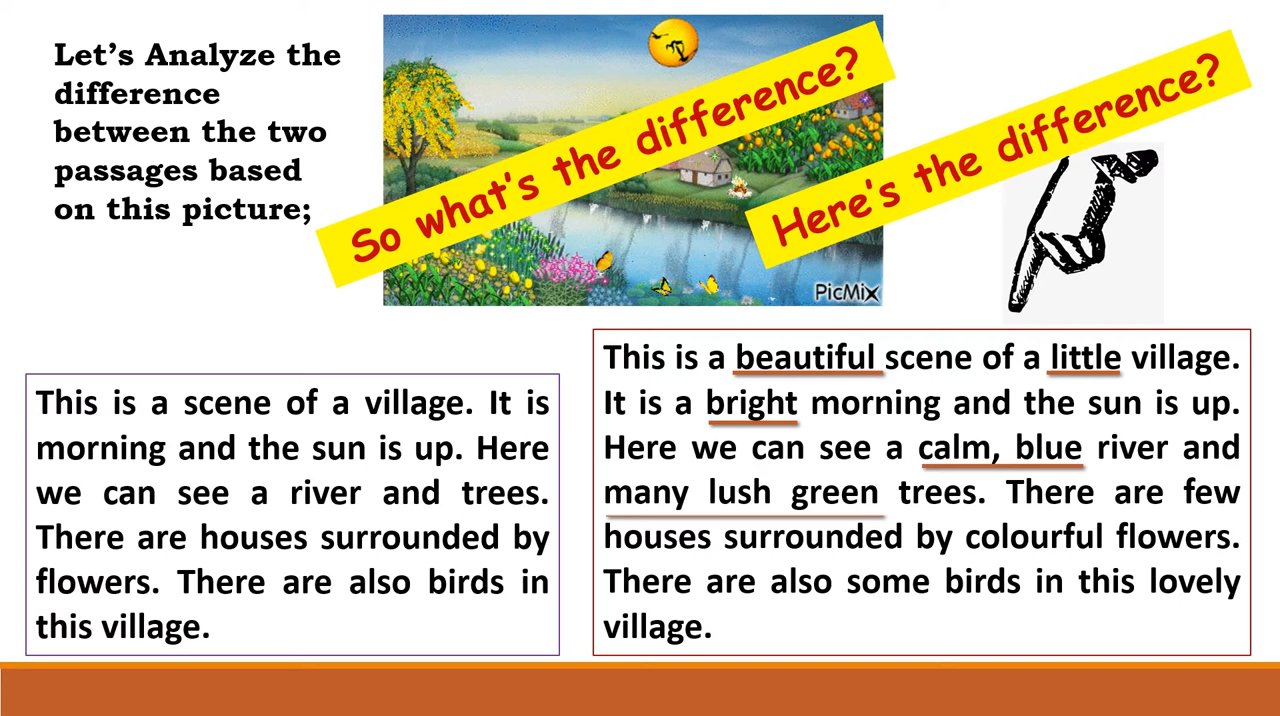 Let’s Analyze the
difference
between the two
passages based
on this picture;
So what's the difference?
Here's the difference?
PicMix
This is a scene of a village. It is
morning and the sun is up. Here
we can see a river and trees.
There are houses surrounded by
flowers. There are also birds in
this village.
This is a beautiful scene of a little village.
It is a bright morning and the sun is up.
Here we can see a calm, blue river and
many lush green trees. There are few
houses surrounded by colourful flowers.
There are also some birds in this lovely
village.